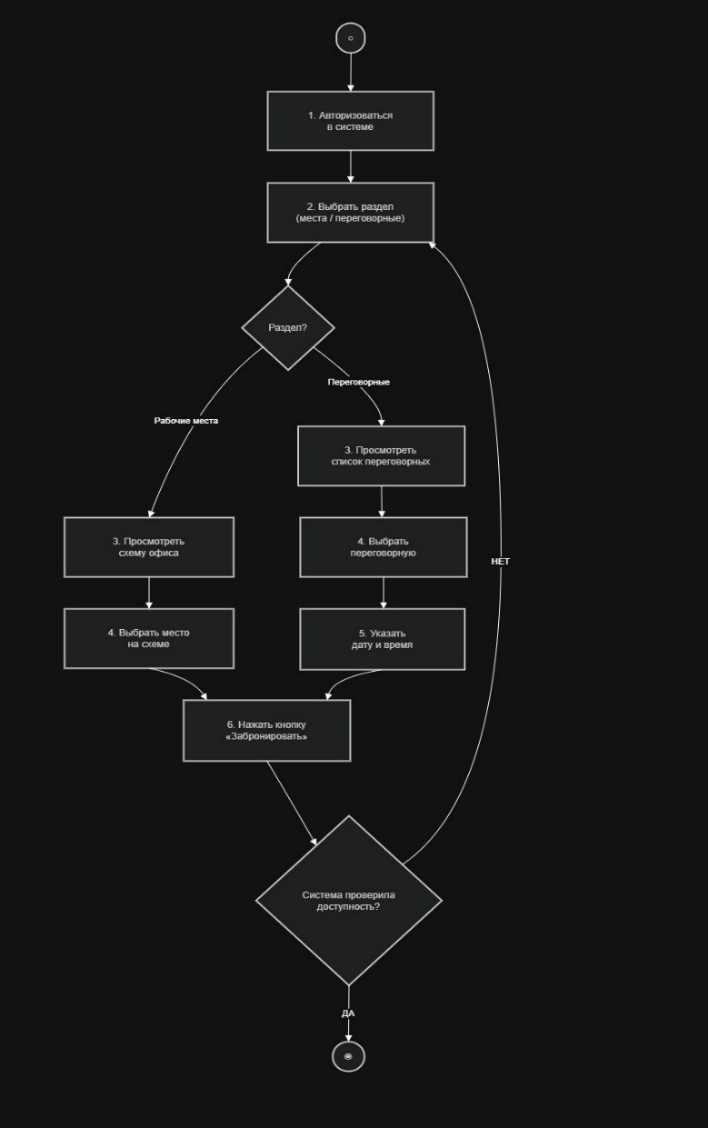 1. Авторизоваться
в системе
2. Выбрать раздел
(места / переговорные)
Раздел?
Переговорные
Рабочие места
3. Просмотреть
список переговорных
3. Просмотреть
схему офиса
4. Выбрать
переговорную
НЕТ
4. Выбрать место
на схеме
5. Указать
дату и время
6. Нажать кнопку
«Забронировать»
Система проверила
доступность?
ДА